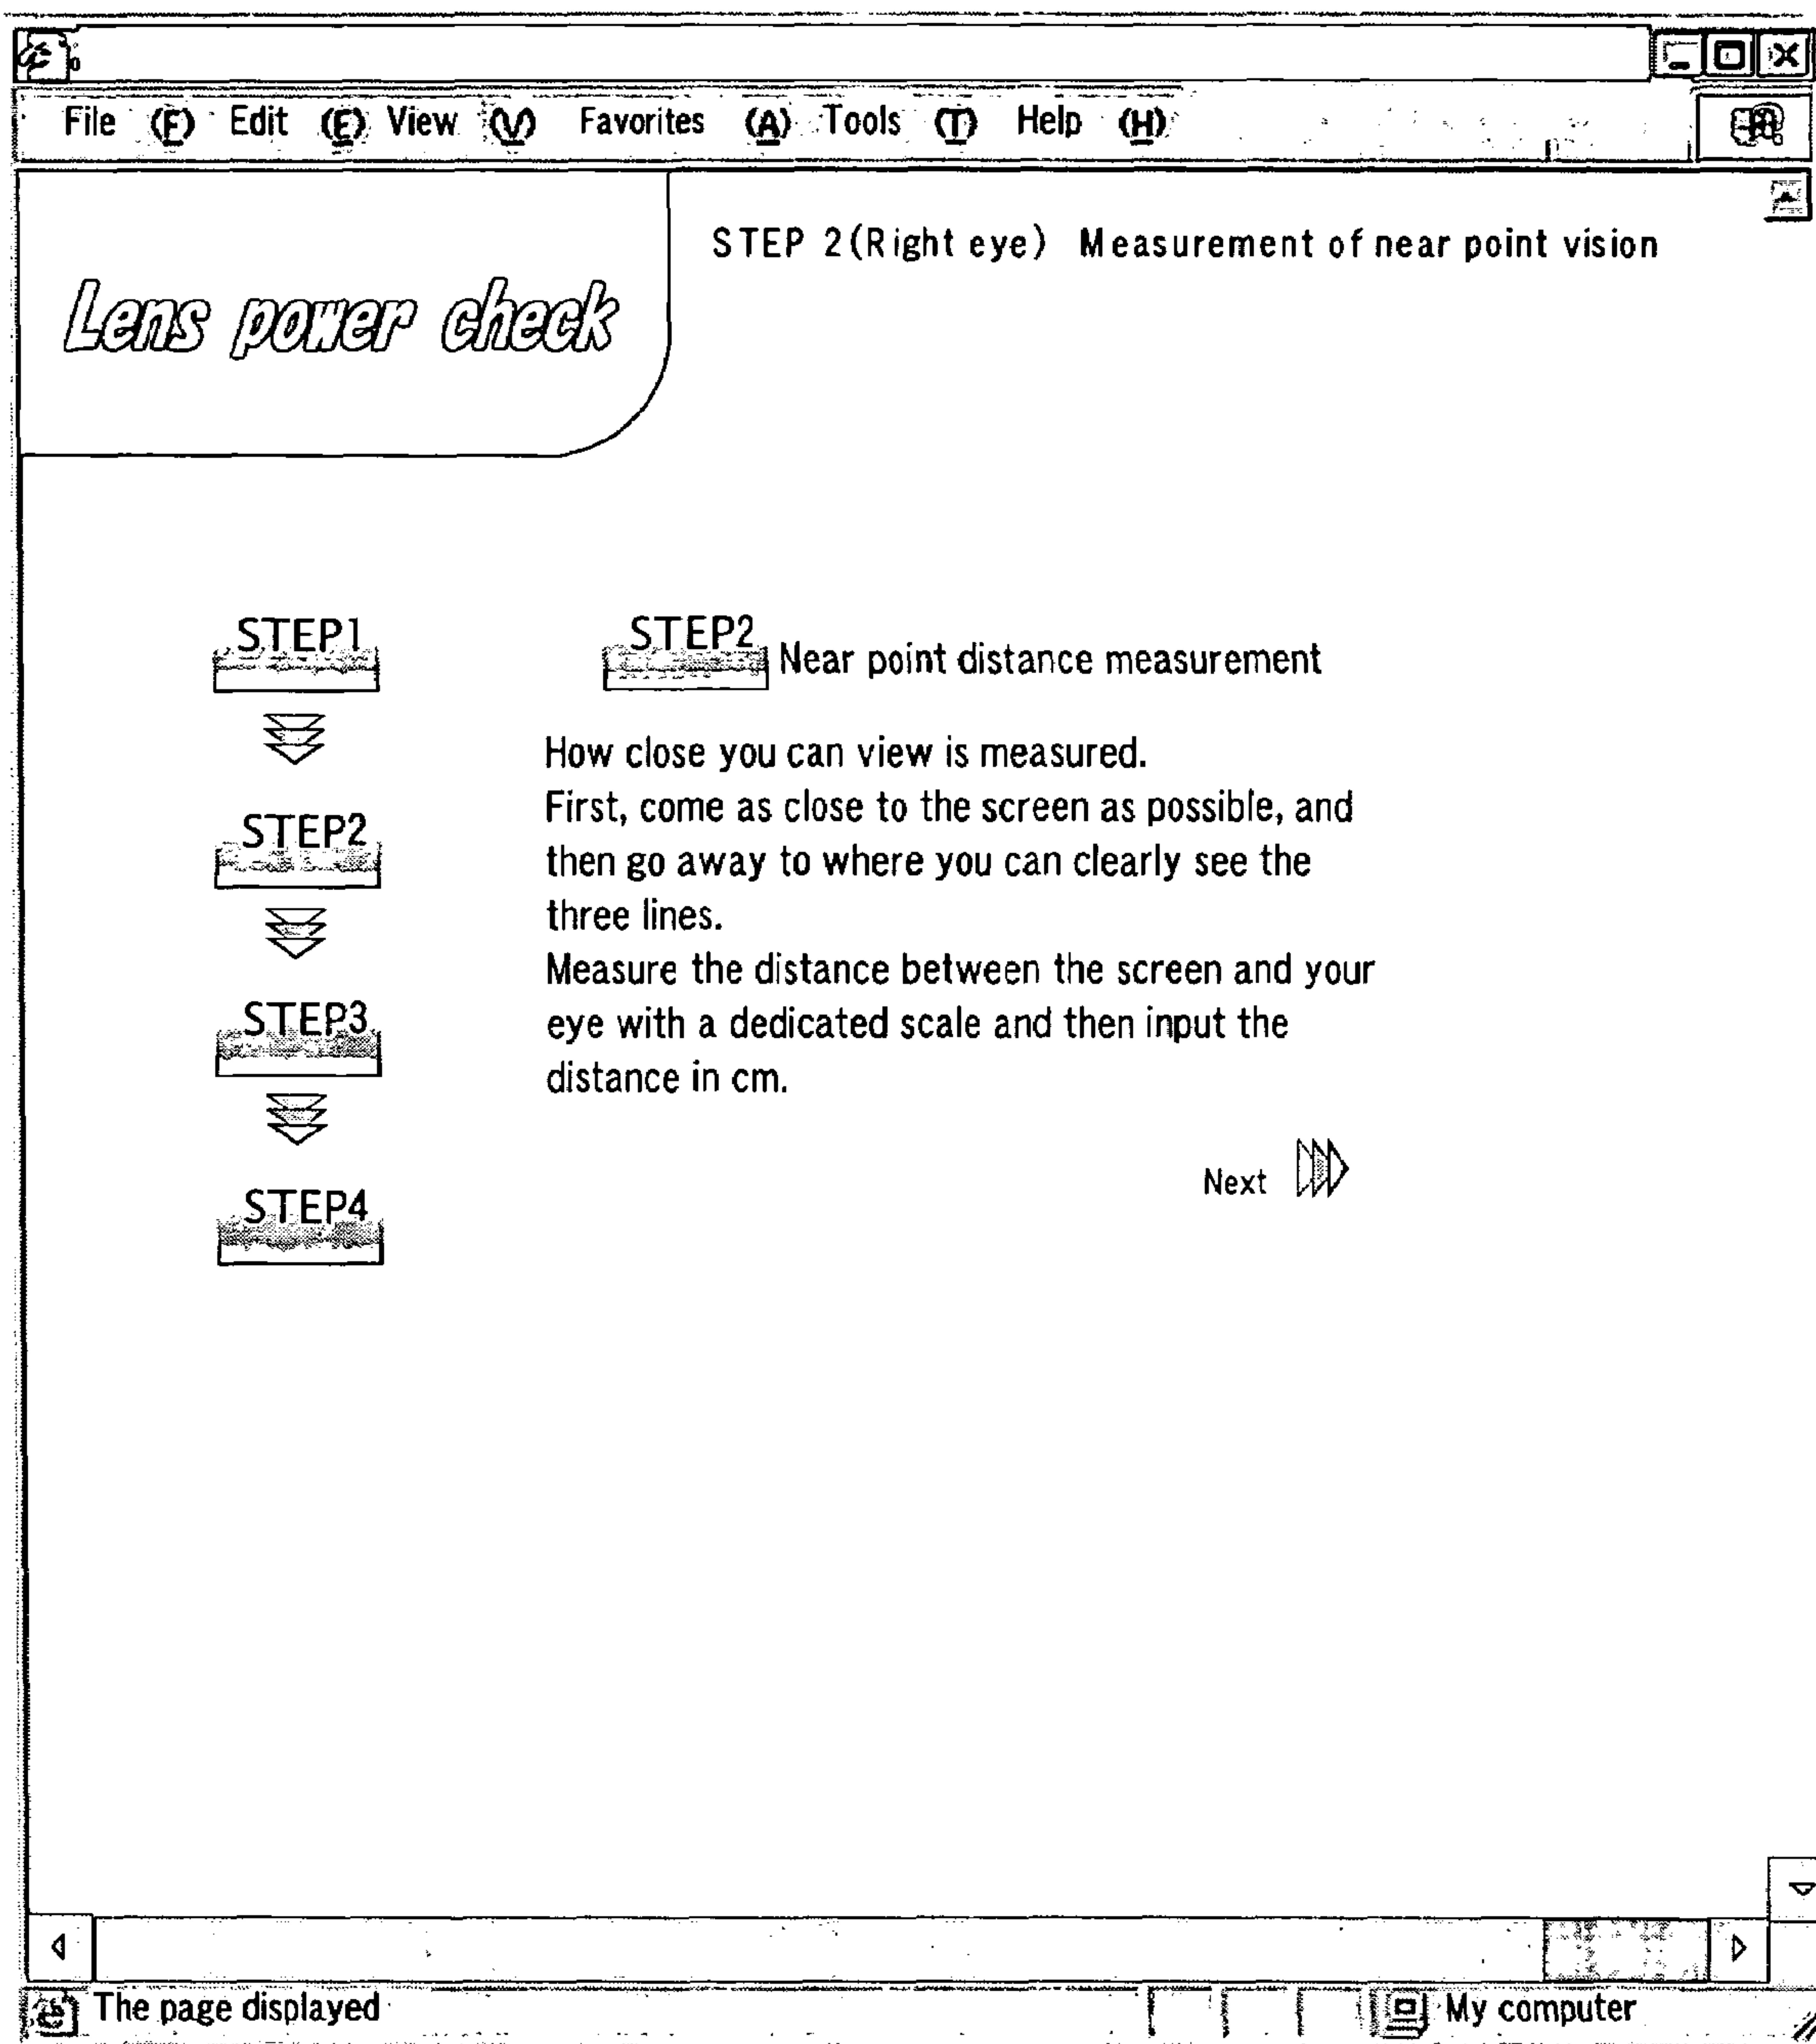 File (F) Edit (E) View (V) Favorites (A) Tools (T) Help (H)
STEP 2(Right eye) Measurement of near point vision
Lens power check
STEP1
STEP2
STEP3
STEP4
STEP2 Near point distance measurement
How close you can view is measured.
First, come as close to the screen as possible, and
then go away to where you can clearly see the
three lines.
Measure the distance between the screen and your
eye with a dedicated scale and then input the
distance in cm.
Next
The page displayed
My computer